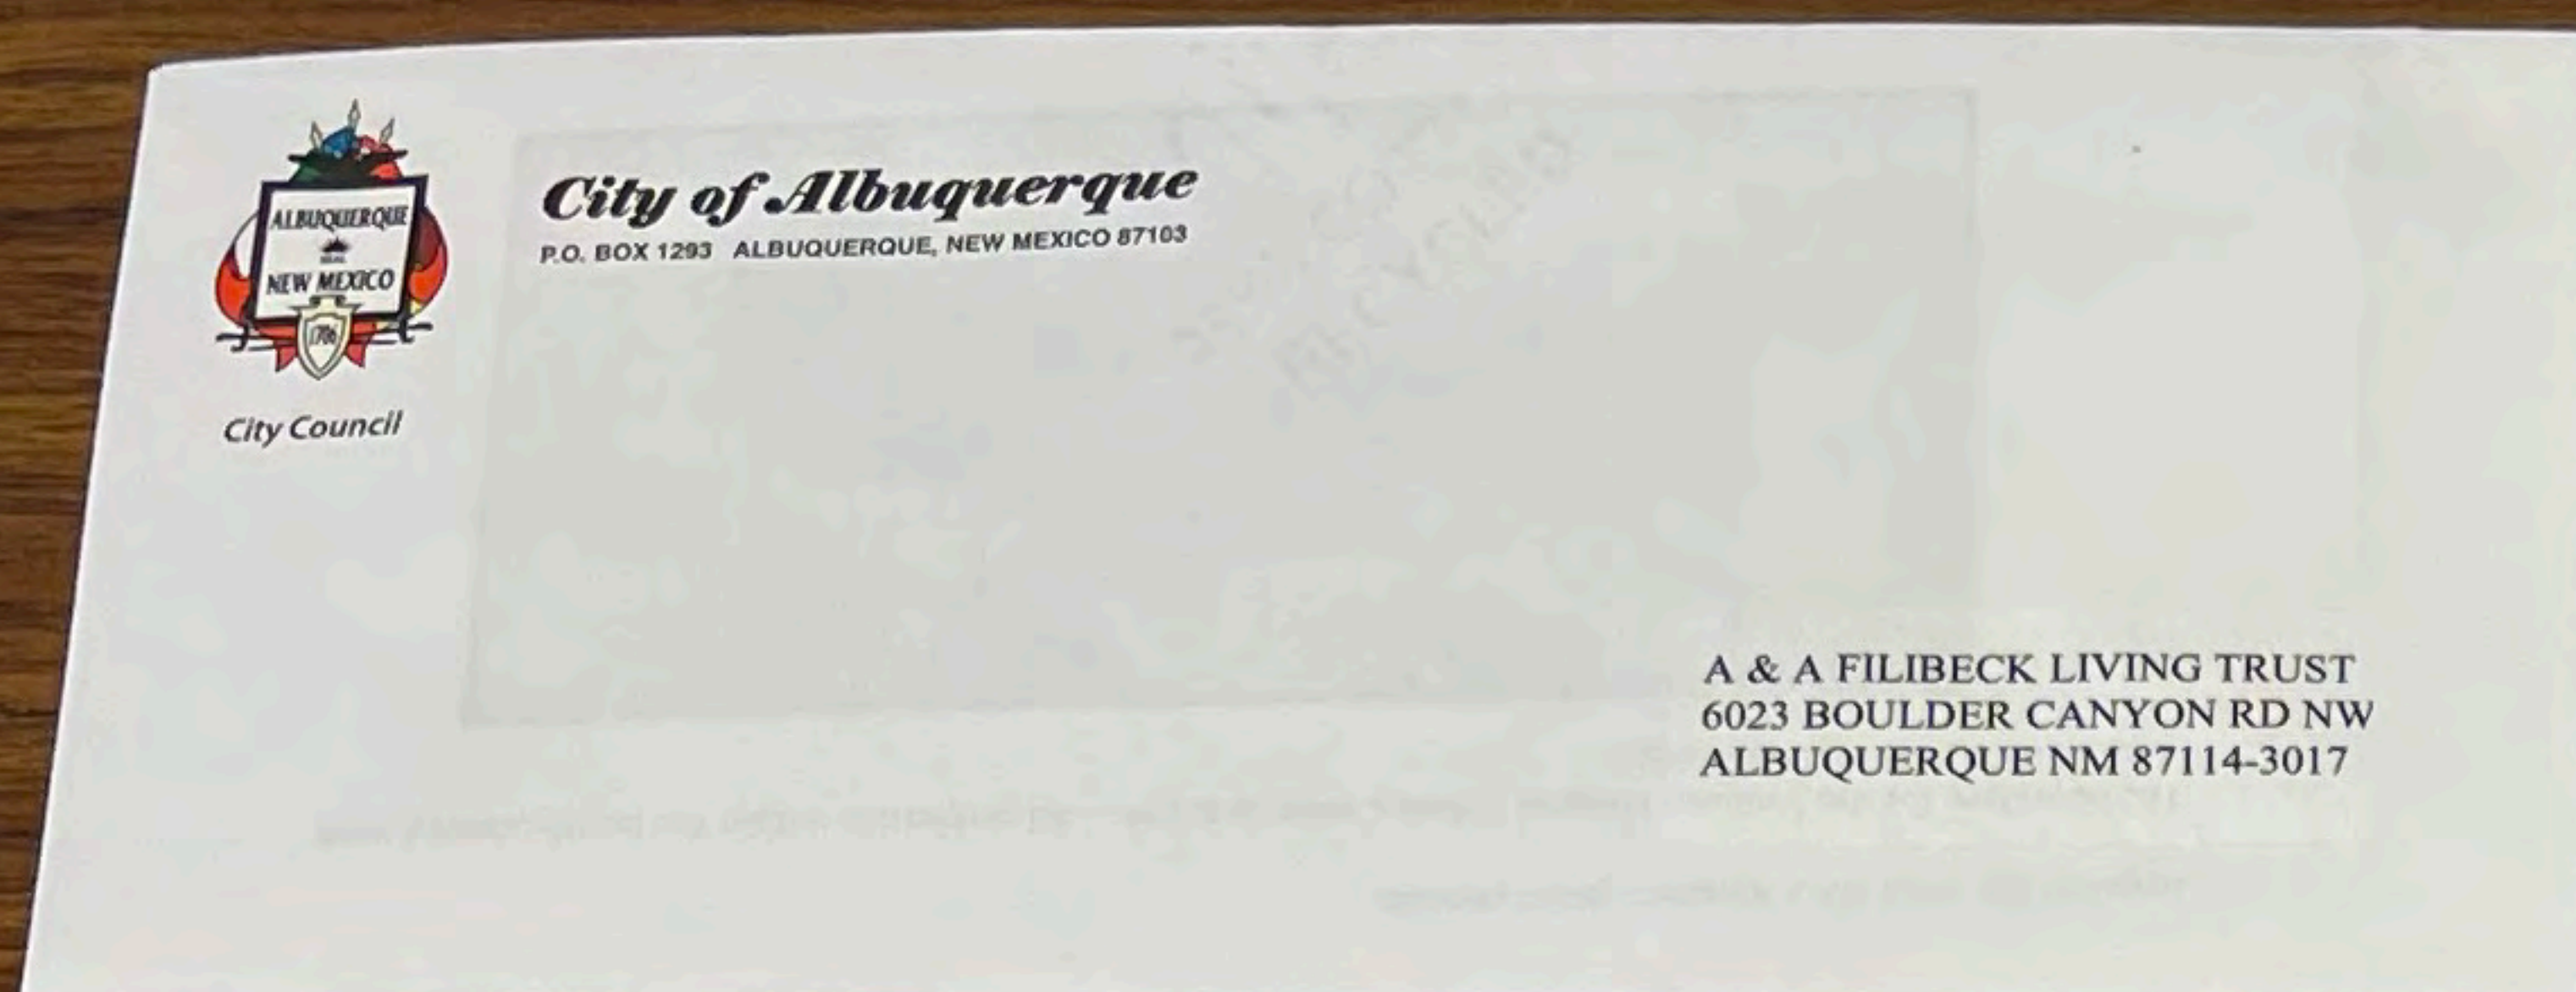 ALBUQUERQUE
NEW MEXICO
1706
City Council
City of Albuquerque
P.O. BOX 1293 ALBUQUERQUE, NEW MEXICO 87103
A & A FILIBECK LIVING TRUST
6023 BOULDER CANYON RD NW
ALBUQUERQUE NM 87114-3017